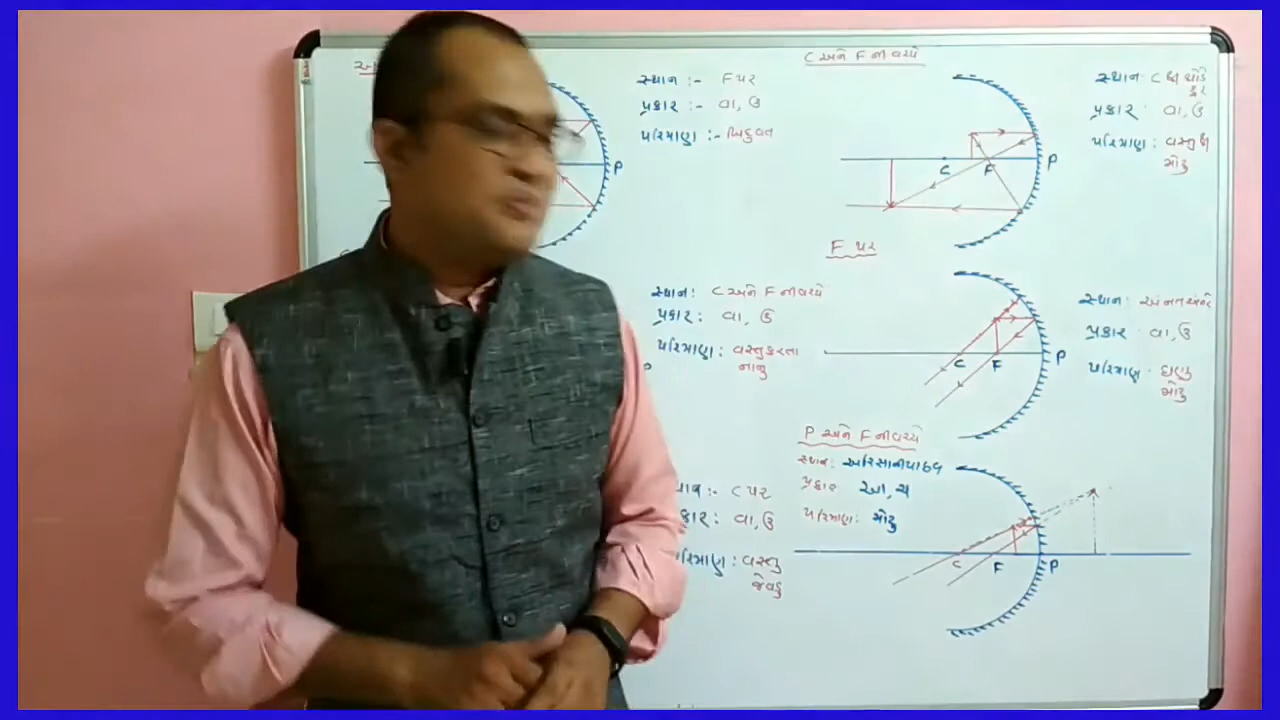 સ્થાન :- F પર
પ્રકાર :- વા, ઉ
પરિમાણ :- બિંદુવત
P
C અને F ની વચ્ચે
સ્થાન: C થી થોડે
દુર
પ્રકાર: વા, ઉ
પરિમાણ: વસ્તુથી
મોટુ
C F P
સ્થાન: C અને F ની વચ્ચે
પ્રકાર: વા, ઉ
પરિમાણ: વસ્તુકરતા
નાનુ
F પર
સ્થાન: અનંતઅંતરે
પ્રકાર: વા, ઉ
પરિમાણ: ઘણુ
મોટુ
C F P
સ્થાન:- C પર
પ્રકાર: વા, ઉ
પરિમાણ: વસ્તુ
જેવડુ
P અને F ની વચ્ચે
સ્થાન: અરિસાનીપાછળ
પ્રકાર: આ, ચ
પરિમાણ: મોટુ
C F P